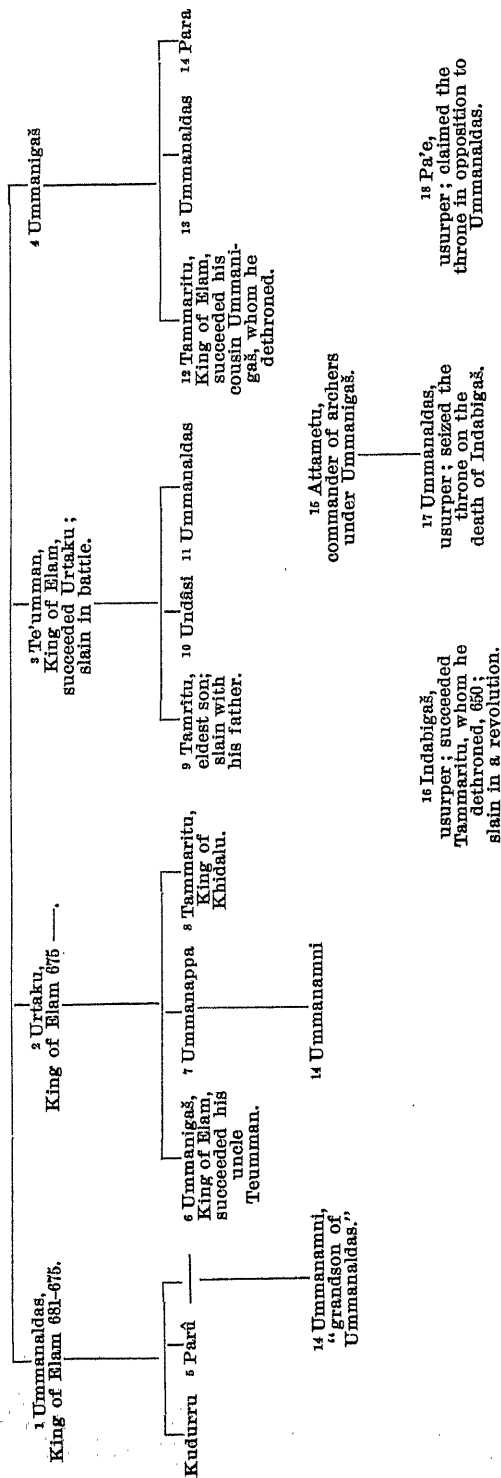 1 Ummanaldas,
King of Elam 681–675.
2 Urtaku,
King of Elam 675 —.
3 Te'umman,
King of Elam,
succeeded Urtaku;
slain in battle.
4 Ummanigaš
Kudurru
5 Parû
6 Ummanigaš,
King of Elam,
succeeded his
uncle
Teumman.
7 Ummanappa
8 Tammaritu,
King of
Khidalu.
9 Tamritu,
eldest son;
slain with
his father.
10 Undâsi
11 Ummanaldas
12 Tammaritu,
King of Elam,
succeeded his
cousin Ummani-
gaš, whom he
dethroned.
13 Ummanaldas
14 Para
14 Ummanamni,
"grandson of
Ummanaldas."
14 Ummanamni
15 Attametu,
commander of archers
under Ummanigaš.
16 Indabigaš,
usurper; succeeded
Tammaritu, whom he
dethroned, 650;
slain in a revolution.
17 Ummanaldas,
usurper; seized the
throne on the
death of Indabigaš.
18 Pa'e,
usurper; claimed the
throne in opposition to
Ummanaldas.